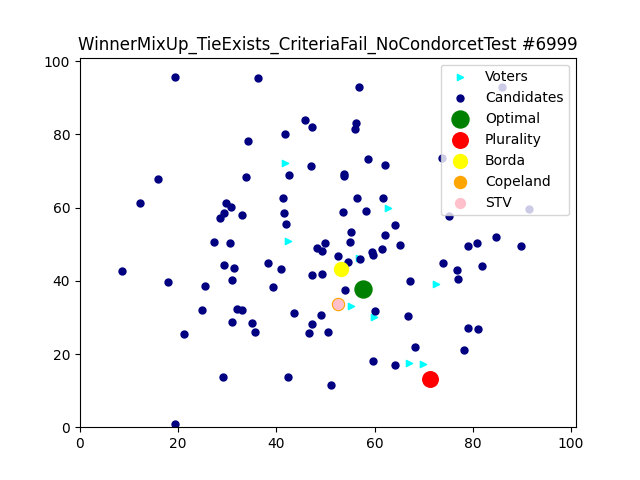 WinnerMixUp_TieExists_CriteriaFail_NoCondorcetTest #6999
Voters
Candidates
Optimal
Plurality
Borda
Copeland
STV
100
80
60
40
20
0
0 20 40 60 80 100